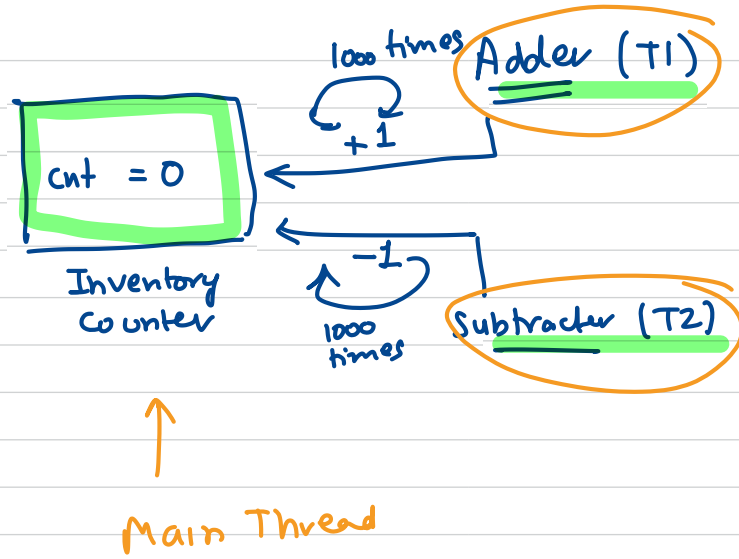 1000 times
Adder (T1)
+ 1
cnt = 0
-1
Inventory
Counter
1000
times
Subtracter (T2)
Main Thread